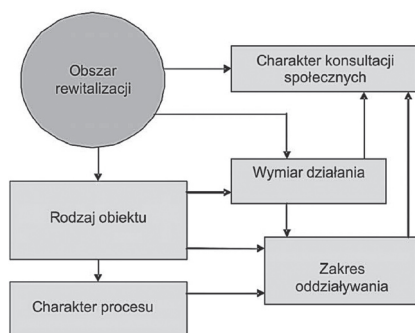 Obszar
rewitalizacji
Charakter konsultacji
społecznych
Wymiar działania
Rodzaj obiektu
Zakres
oddziaływania
Charakter procesu